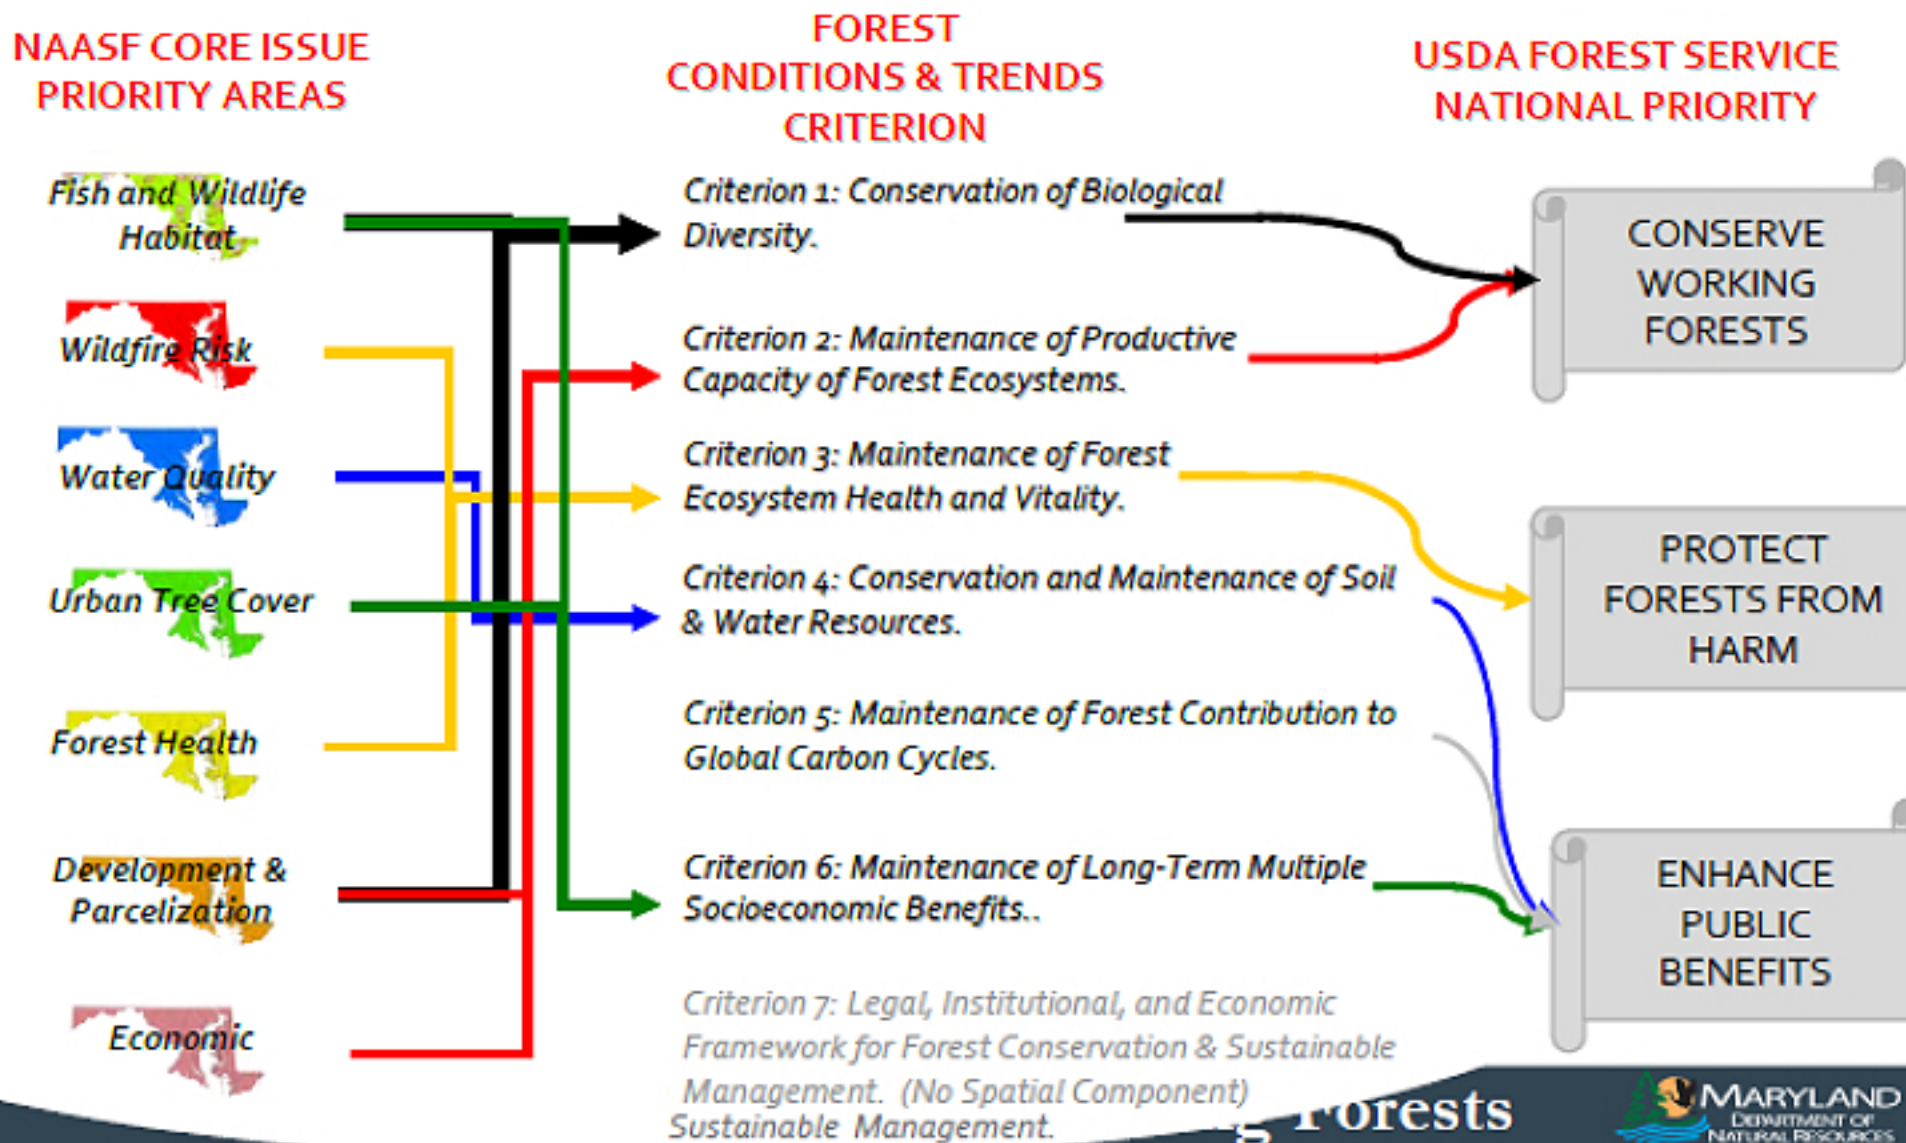 NAASF CORE ISSUE
PRIORITY AREAS
Fish and Wildlife
Habitat
Wildfire Risk
Water Quality
Urban Tree Cover
Forest Health
Development &
Parcelization
Economic
FOREST
CONDITIONS & TRENDS
CRITERION
Criterion 1: Conservation of Biological
Diversity.
Criterion 2: Maintenance of Productive
Capacity of Forest Ecosystems.
Criterion 3: Maintenance of Forest
Ecosystem Health and Vitality.
Criterion 4: Conservation and Maintenance of Soil
& Water Resources.
Criterion 5: Maintenance of Forest Contribution to
Global Carbon Cycles.
Criterion 6: Maintenance of Long-Term Multiple
Socioeconomic Benefits..
Criterion 7: Legal, Institutional, and Economic
Framework for Forest Conservation & Sustainable
Management. (No Spatial Component)
Sustainable Management.
USDA FOREST SERVICE
NATIONAL PRIORITY
CONSERVE
WORKING
FORESTS
PROTECT
FORESTS FROM
HARM
ENHANCE
PUBLIC
BENEFITS
Forests
MARYLAND
DEPARTMENT OF
NATURAL RESOURCES